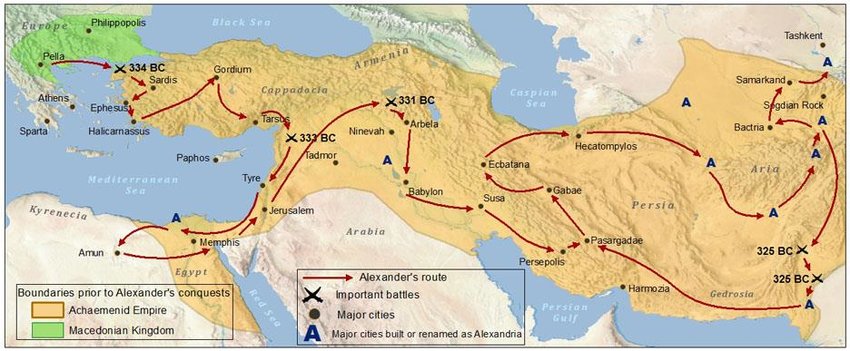 Europe
Philippopolis
Black Sea
Tashkent
Pella
334 BC
Sardis
Gordium
Armenia
Caspian
Sea
Samarkand
Sogdian Rock
Athens
Ephesus
Cappadocia
331 BC
A
A
Sparta
Halicarnassus
Tarsus
Ninevah
Arbela
Bactria
A
333 BC
Hecatompylos
A
Paphos
Tadmor
A
Ecbatana
A
Aria
Mediterranean
Sea
Tyre
Babylon
Susa
Gabae
Persia
A
Kyrenecia
A
Jerusalem
Amun
Memphis
Arabia
Pasargadae
325 BC
Persepolis
Egypt
Red Sea
Persian
Gulf
Harmozia
Gedrosia
325 BC
A
Boundaries prior to Alexander's conquests
Achaemenid Empire
Macedonian Kingdom
Alexander's route
Important battles
Major cities
A Major cities built or renamed as Alexandria